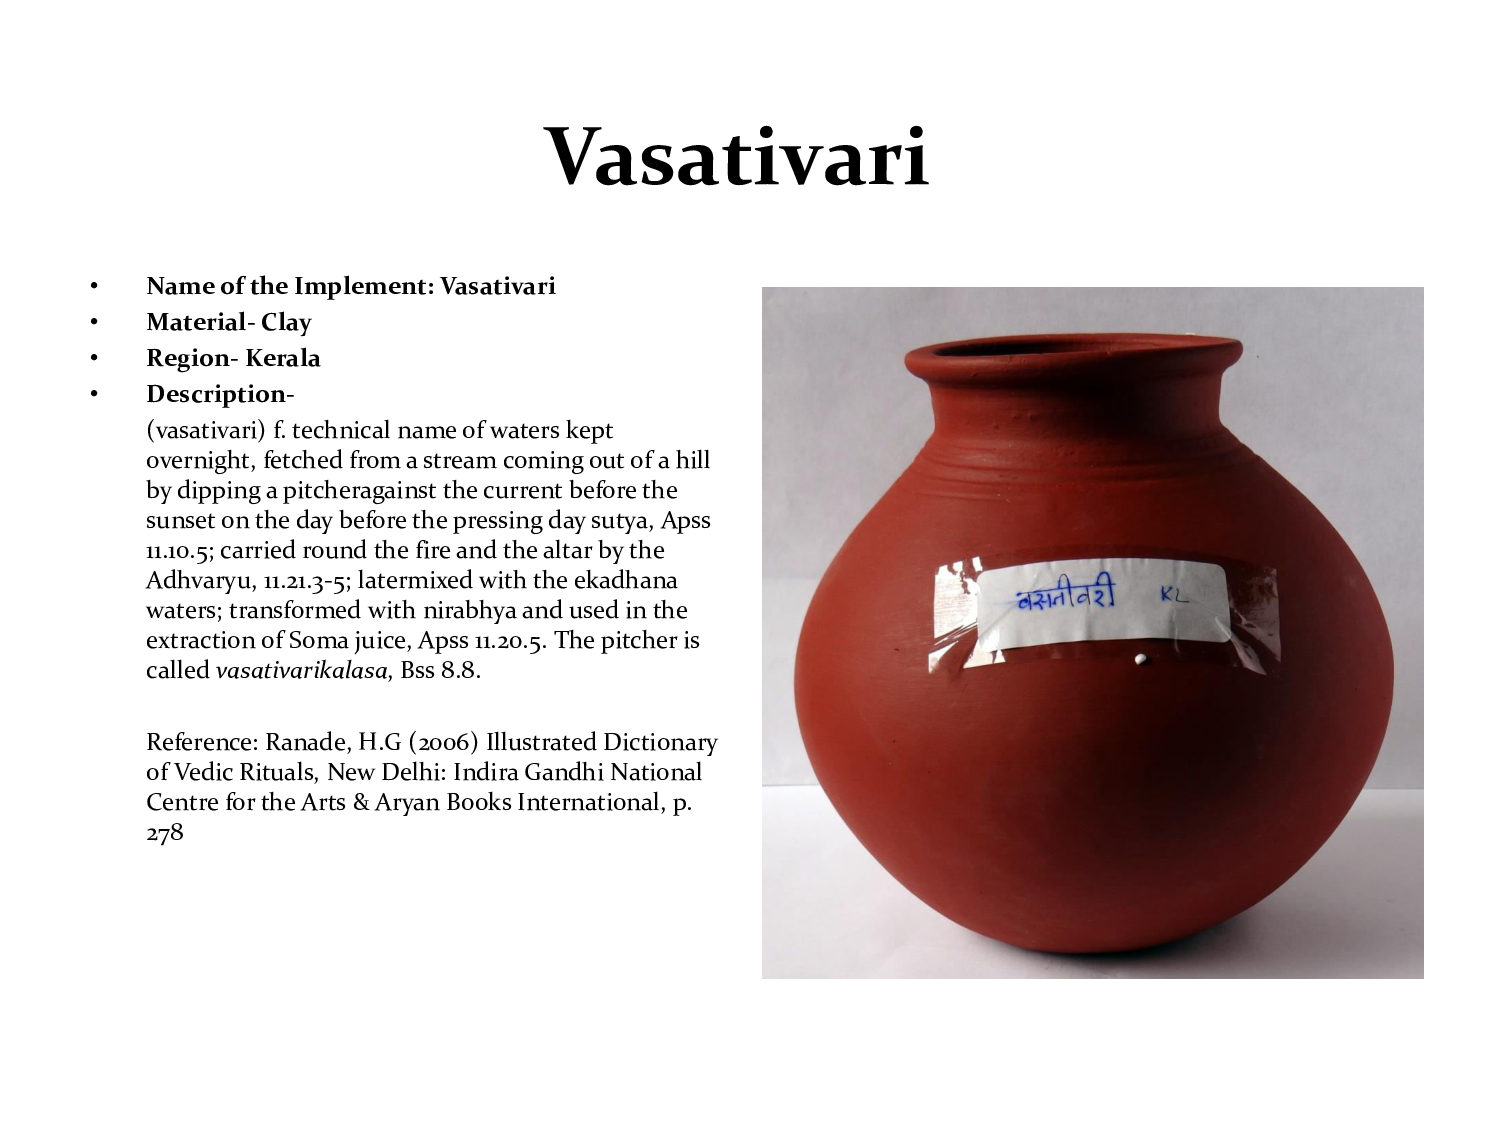 Vasativari
• Name of the Implement: Vasativari
• Material- Clay
• Region- Kerala
• Description-
(vasativari) f. technical name of waters kept
overnight, fetched from a stream coming out of a hill
by dipping a pitcheragainst the current before the
sunset on the day before the pressing day sutya, Apss
11.10.5; carried round the fire and the altar by the
Adhvaryu, 11.21.3-5; latermixed with the ekadhana
waters; transformed with nirabhya and used in the
extraction of Soma juice, Apss 11.20.5. The pitcher is
called vasativarikalasa, Bss 8.8.
Reference: Ranade, H.G (2006) Illustrated Dictionary
of Vedic Rituals, New Delhi: Indira Gandhi National
Centre for the Arts & Aryan Books International, p.
278
वसतीवरी KL